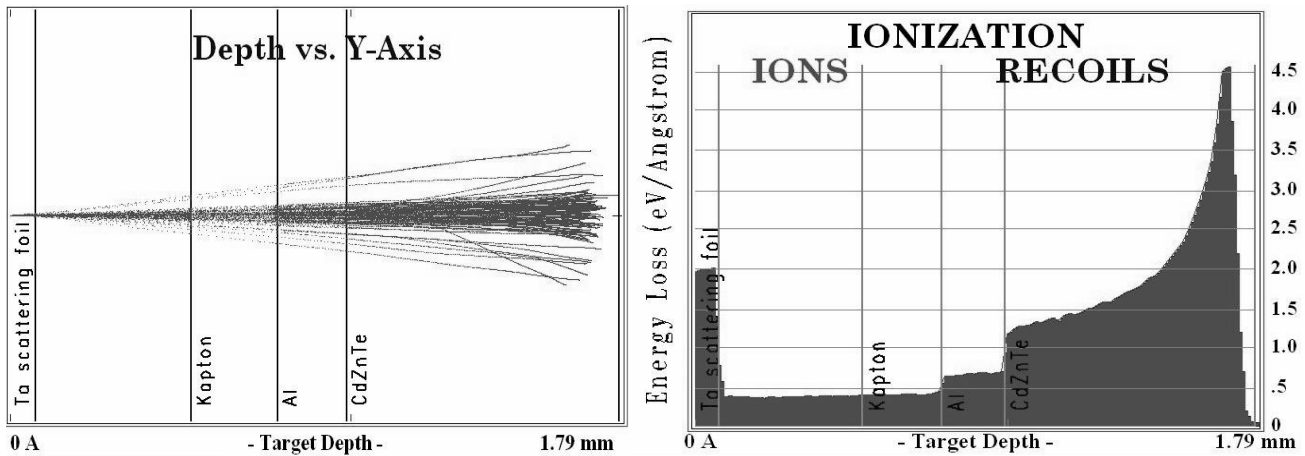 Depth vs. Y-Axis
Ta scattering foil
Kapton
Al
CdZnTe
0 A
- Target Depth -
1.79 mm
IONIZATION
IONS
RECOILS
Energy Loss (eV/Angstrom)
Ta scattering foil
Kapton
Al
CdZnTe
4.5
4.0
3.5
3.0
2.5
2.0
1.5
1.0
.5
0
0 A
- Target Depth -
1.79 mm